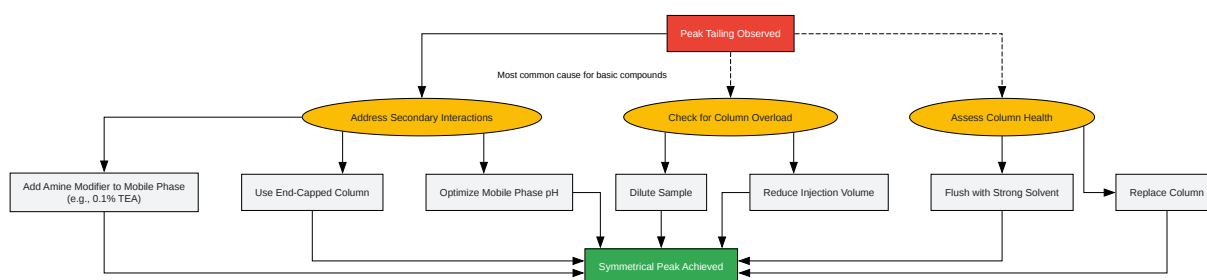 Peak Tailing Observed
Most common cause for basic compounds
Address Secondary Interactions
Check for Column Overload
Assess Column Health
Add Amine Modifier to Mobile Phase
(e.g., 0.1% TEA)
Use End-Capped Column
Optimize Mobile Phase pH
Dilute Sample
Reduce Injection Volume
Flush with Strong Solvent
Replace Column
Symmetrical Peak Achieved